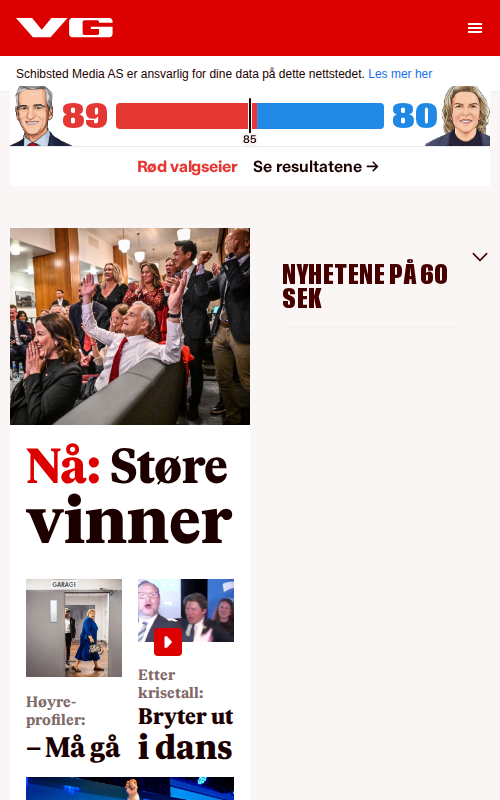 VG
Schibsted Media AS er ansvarlig for dine data på dette nettstedet. Les mer her
89
80
85
Rød valgseier Se resultatene →
NYHETENE PÅ 60
SEK
Nå: Støre
vinner
GARAGE
Høyre-
profiler:
– Må gå
Etter
krisetall:
Bryter ut
i dans